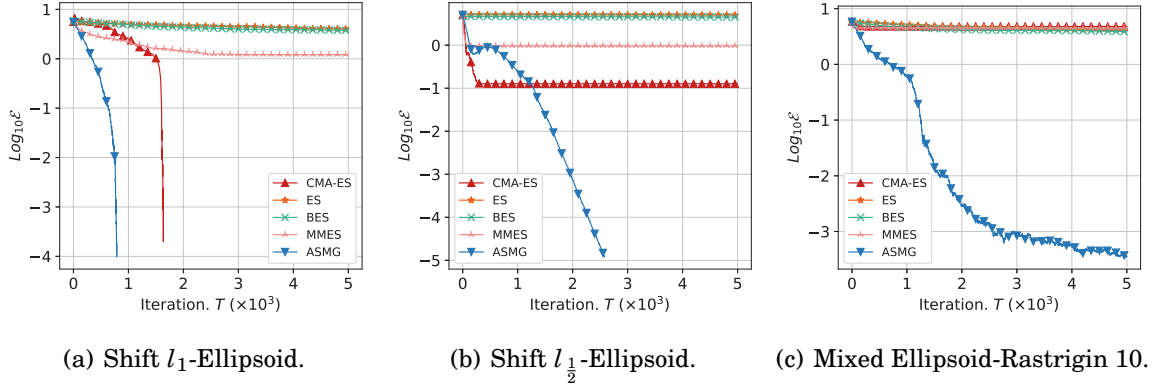 1
0
−1
−2
−3
−4
Log₁₀ℰ
CMA-ES
ES
BES
MMES
ASMG
0 1 2 3 4 5
Iteration. T (×10³)
(a) Shift l₁-Ellipsoid.
0
−1
−2
−3
−4
−5
Log₁₀ℰ
CMA-ES
ES
BES
MMES
ASMG
0 1 2 3 4 5
Iteration. T (×10³)
(b) Shift l_{1/2}-Ellipsoid.
1
0
−1
−2
−3
Log₁₀ℰ
CMA-ES
ES
BES
MMES
ASMG
0 1 2 3 4 5
Iteration. T (×10³)
(c) Mixed Ellipsoid-Rastrigin 10.